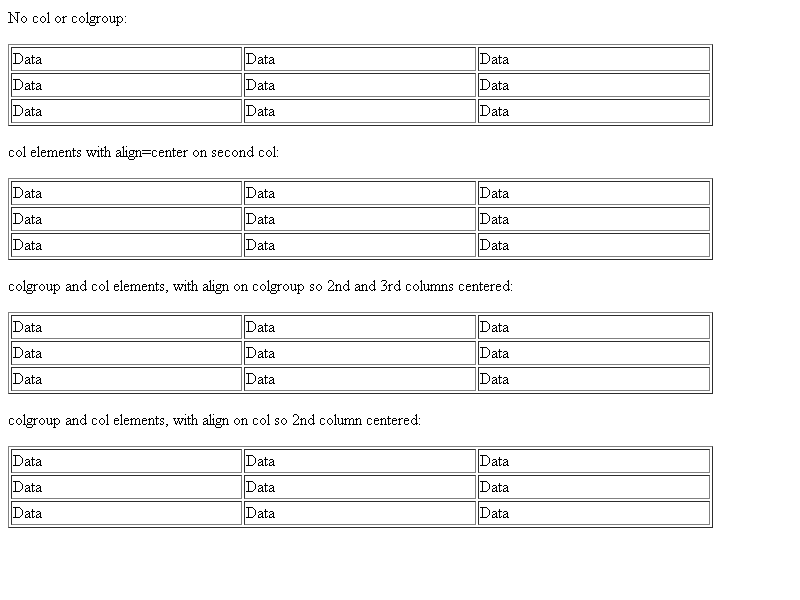 No col or colgroup:
Data Data Data
Data Data Data
Data Data Data
col elements with align=center on second col:
Data Data Data
Data Data Data
Data Data Data
colgroup and col elements, with align on colgroup so 2nd and 3rd columns centered:
Data Data Data
Data Data Data
Data Data Data
colgroup and col elements, with align on col so 2nd column centered:
Data Data Data
Data Data Data
Data Data Data